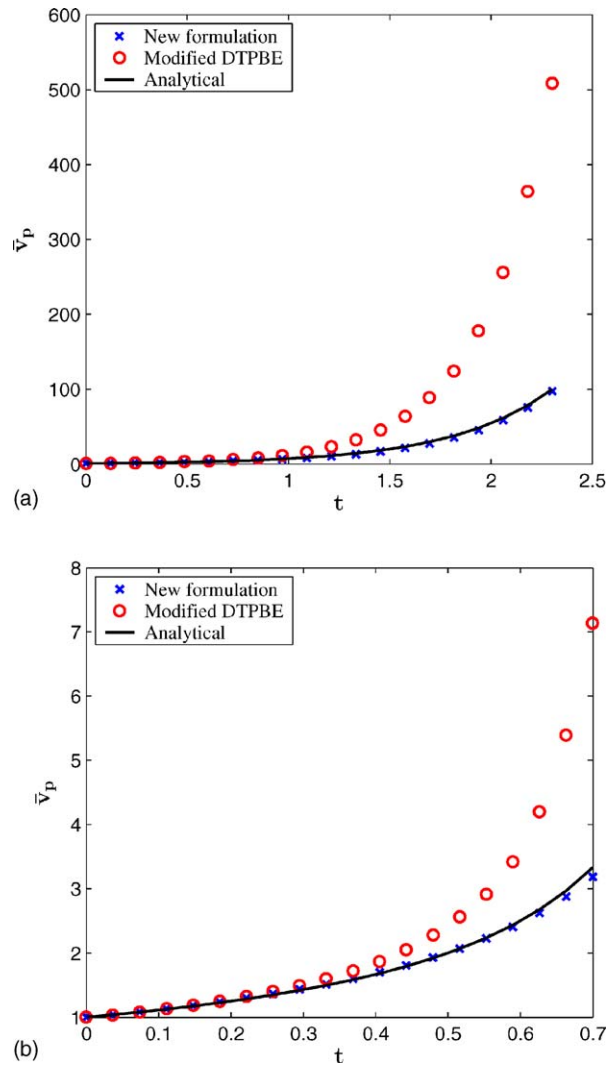 New formulation
Modified DTPBE
Analytical
600
500
400
300
200
100
0
v̄p
0 0.5 1 1.5 2 2.5
t
(a)
New formulation
Modified DTPBE
Analytical
8
7
6
5
4
3
2
1
v̄p
0 0.1 0.2 0.3 0.4 0.5 0.6 0.7
t
(b)